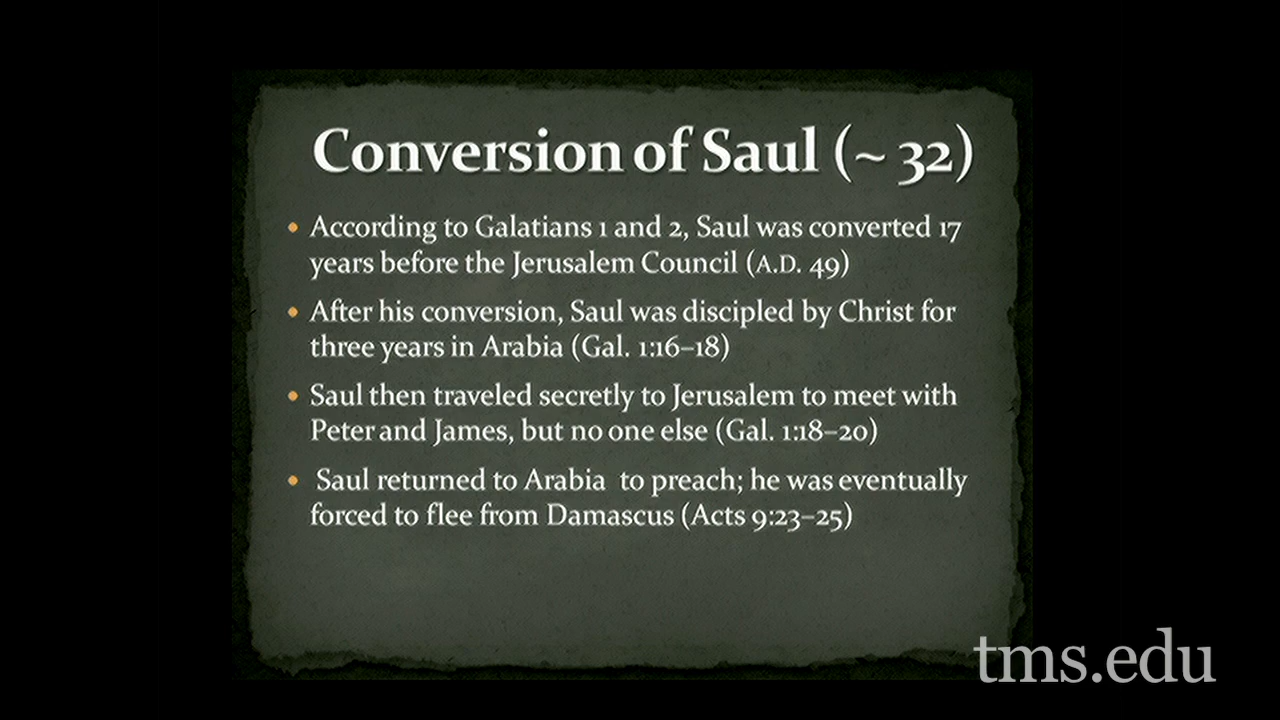 Conversion of Saul (~ 32)
• According to Galatians 1 and 2, Saul was converted 17
years before the Jerusalem Council (A.D. 49)
• After his conversion, Saul was discipled by Christ for
three years in Arabia (Gal. 1:16–18)
• Saul then traveled secretly to Jerusalem to meet with
Peter and James, but no one else (Gal. 1:18–20)
• Saul returned to Arabia to preach; he was eventually
forced to flee from Damascus (Acts 9:23–25)
tms.edu